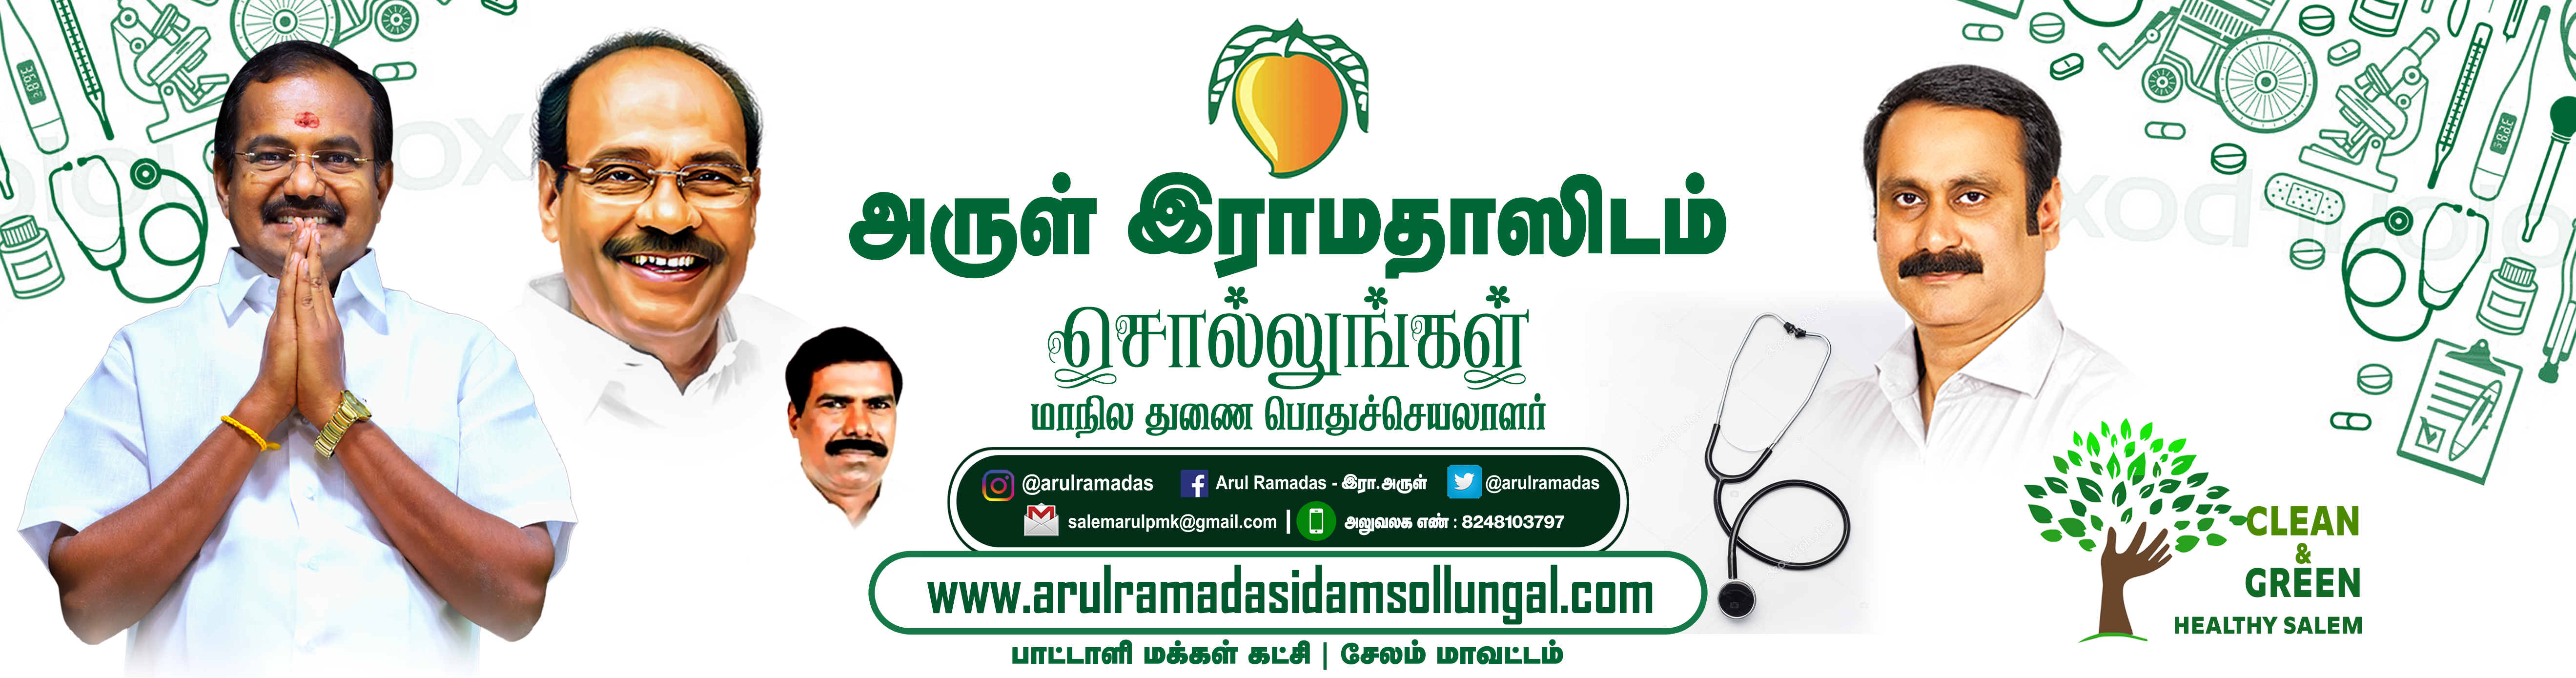 அருள் இராமதாஸிடம்
சொல்லுங்கள்
மாநில துணை பொதுச்செயலாளர்
@arulramadas Arul Ramadas - இரா.அருள் @arulramadas
salemarulpmk@gmail.com | அலுவலக எண் : 8248103797
www.arulramadasidamsollungal.com
பாட்டாளி மக்கள் கட்சி | சேலம் மாவட்டம்
CLEAN
&
GREEN
HEALTHY SALEM